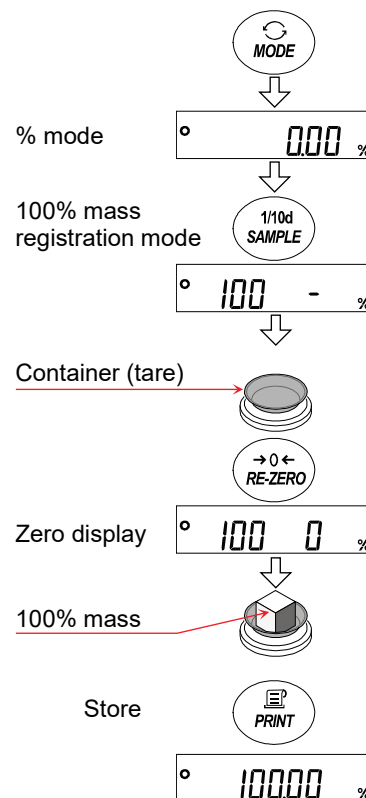 MODE
% mode
0.00 %
100% mass
registration mode
1/10d
SAMPLE
100 - %
Container (tare)
→0←
RE-ZERO
Zero display
100 0 %
100% mass
Store
PRINT
100.00 %